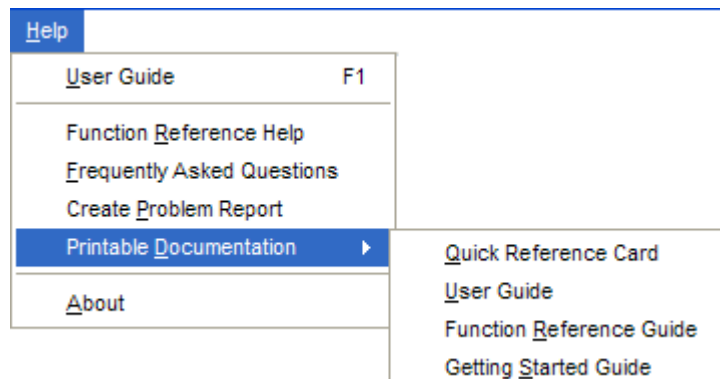 Help
User Guide F1
Function Reference Help
Frequently Asked Questions
Create Problem Report
Printable Documentation
About
Quick Reference Card
User Guide
Function Reference Guide
Getting Started Guide